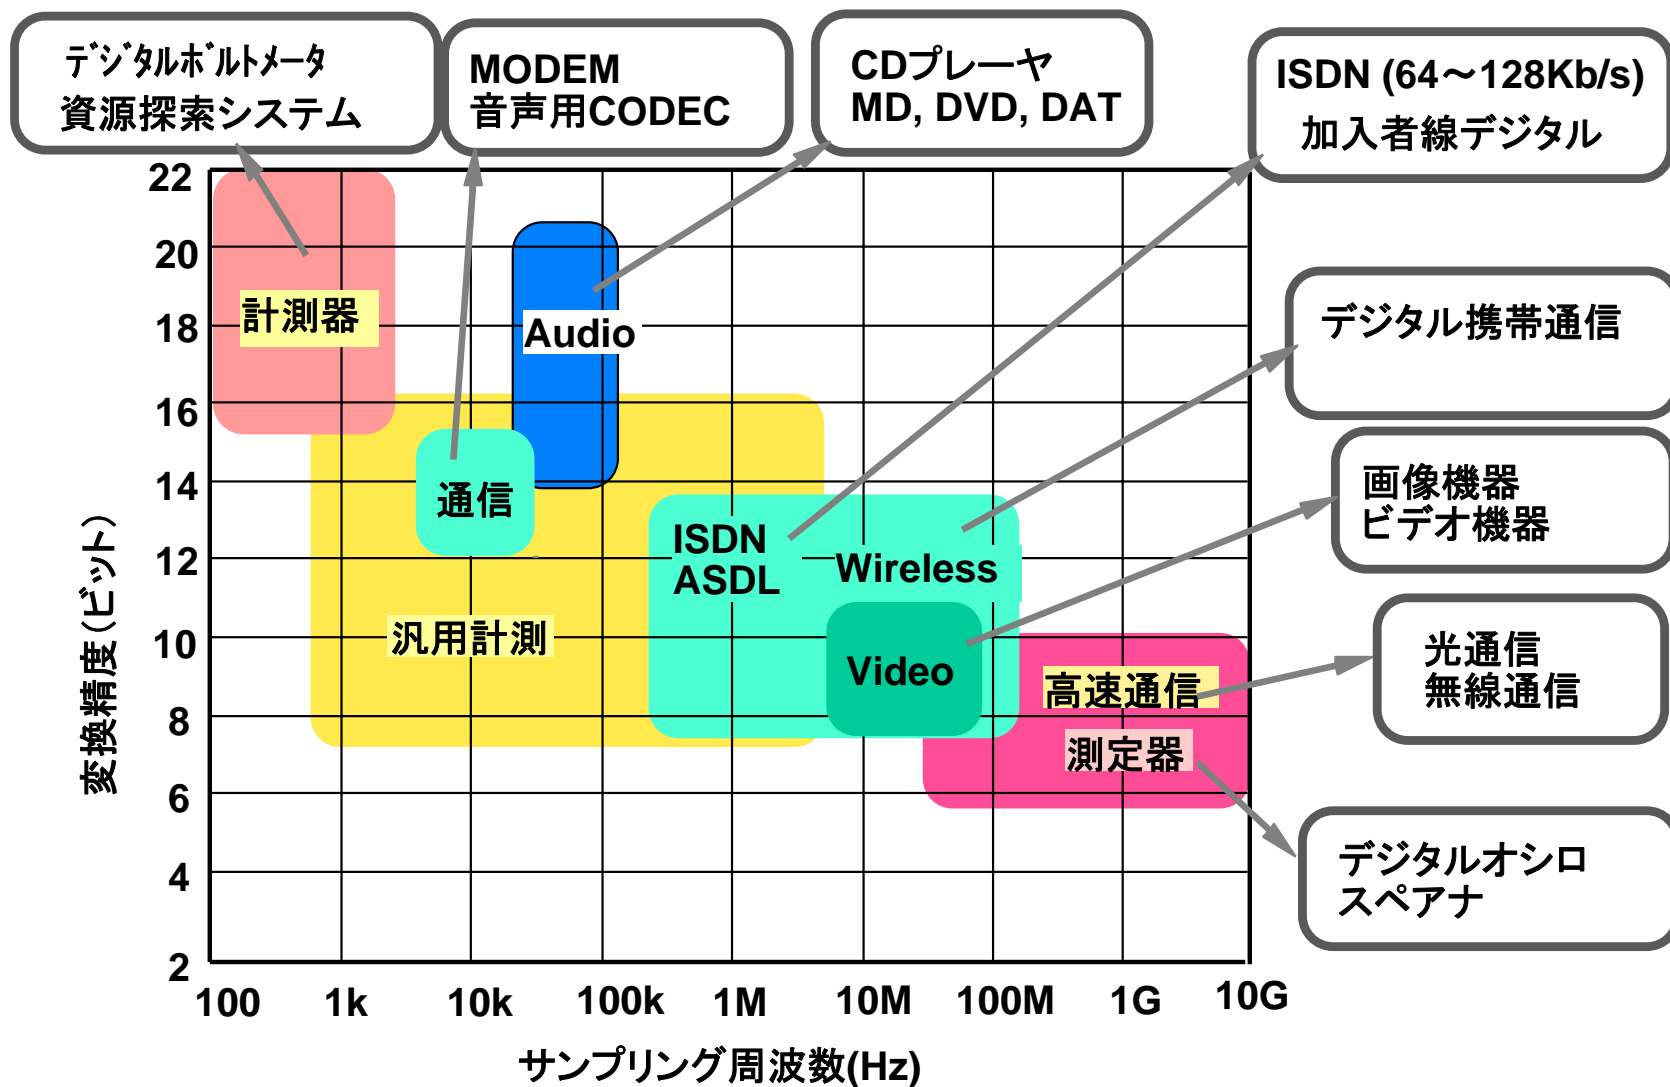 デジタルボルトメータ
資源探索システム
MODEM
音声用CODEC
CDプレーヤ
MD, DVD, DAT
ISDN (64～128Kb/s)
加入者線デジタル
デジタル携帯通信
画像機器
ビデオ機器
光通信
無線通信
デジタルオシロ
スペアナ
計測器
Audio
通信
ISDN
ASDL
Wireless
汎用計測
Video
高速通信
測定器
変換精度(ビット)
22
20
18
16
14
12
10
8
6
4
2
100
1k
10k
100k
1M
10M
100M
1G
10G
サンプリング周波数(Hz)